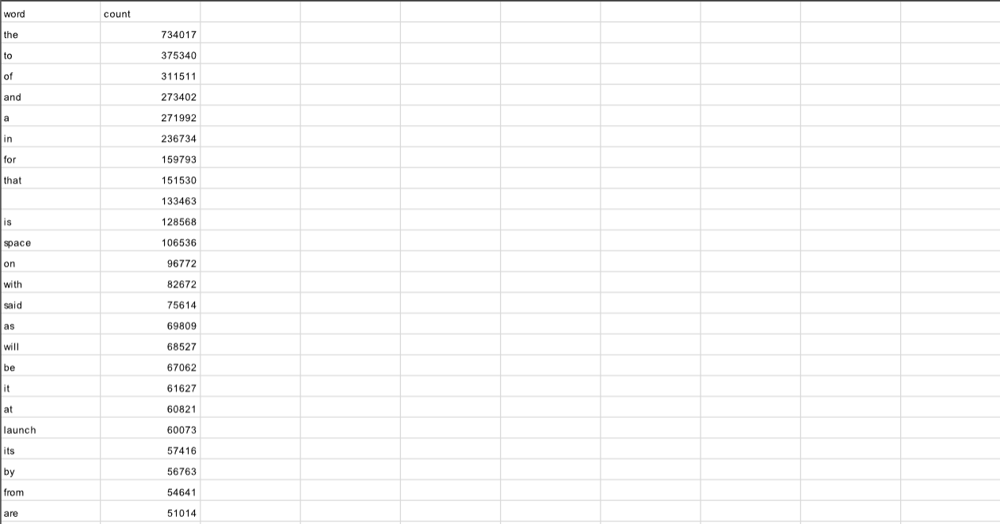 word count
the 734017
to 375340
of 311511
and 273402
a 271992
in 236734
for 159793
that 151530
133463
is 128568
space 106536
on 96772
with 82672
said 75614
as 69809
will 68527
be 67062
it 61627
at 60821
launch 60073
its 57416
by 56763
from 54641
are 51014